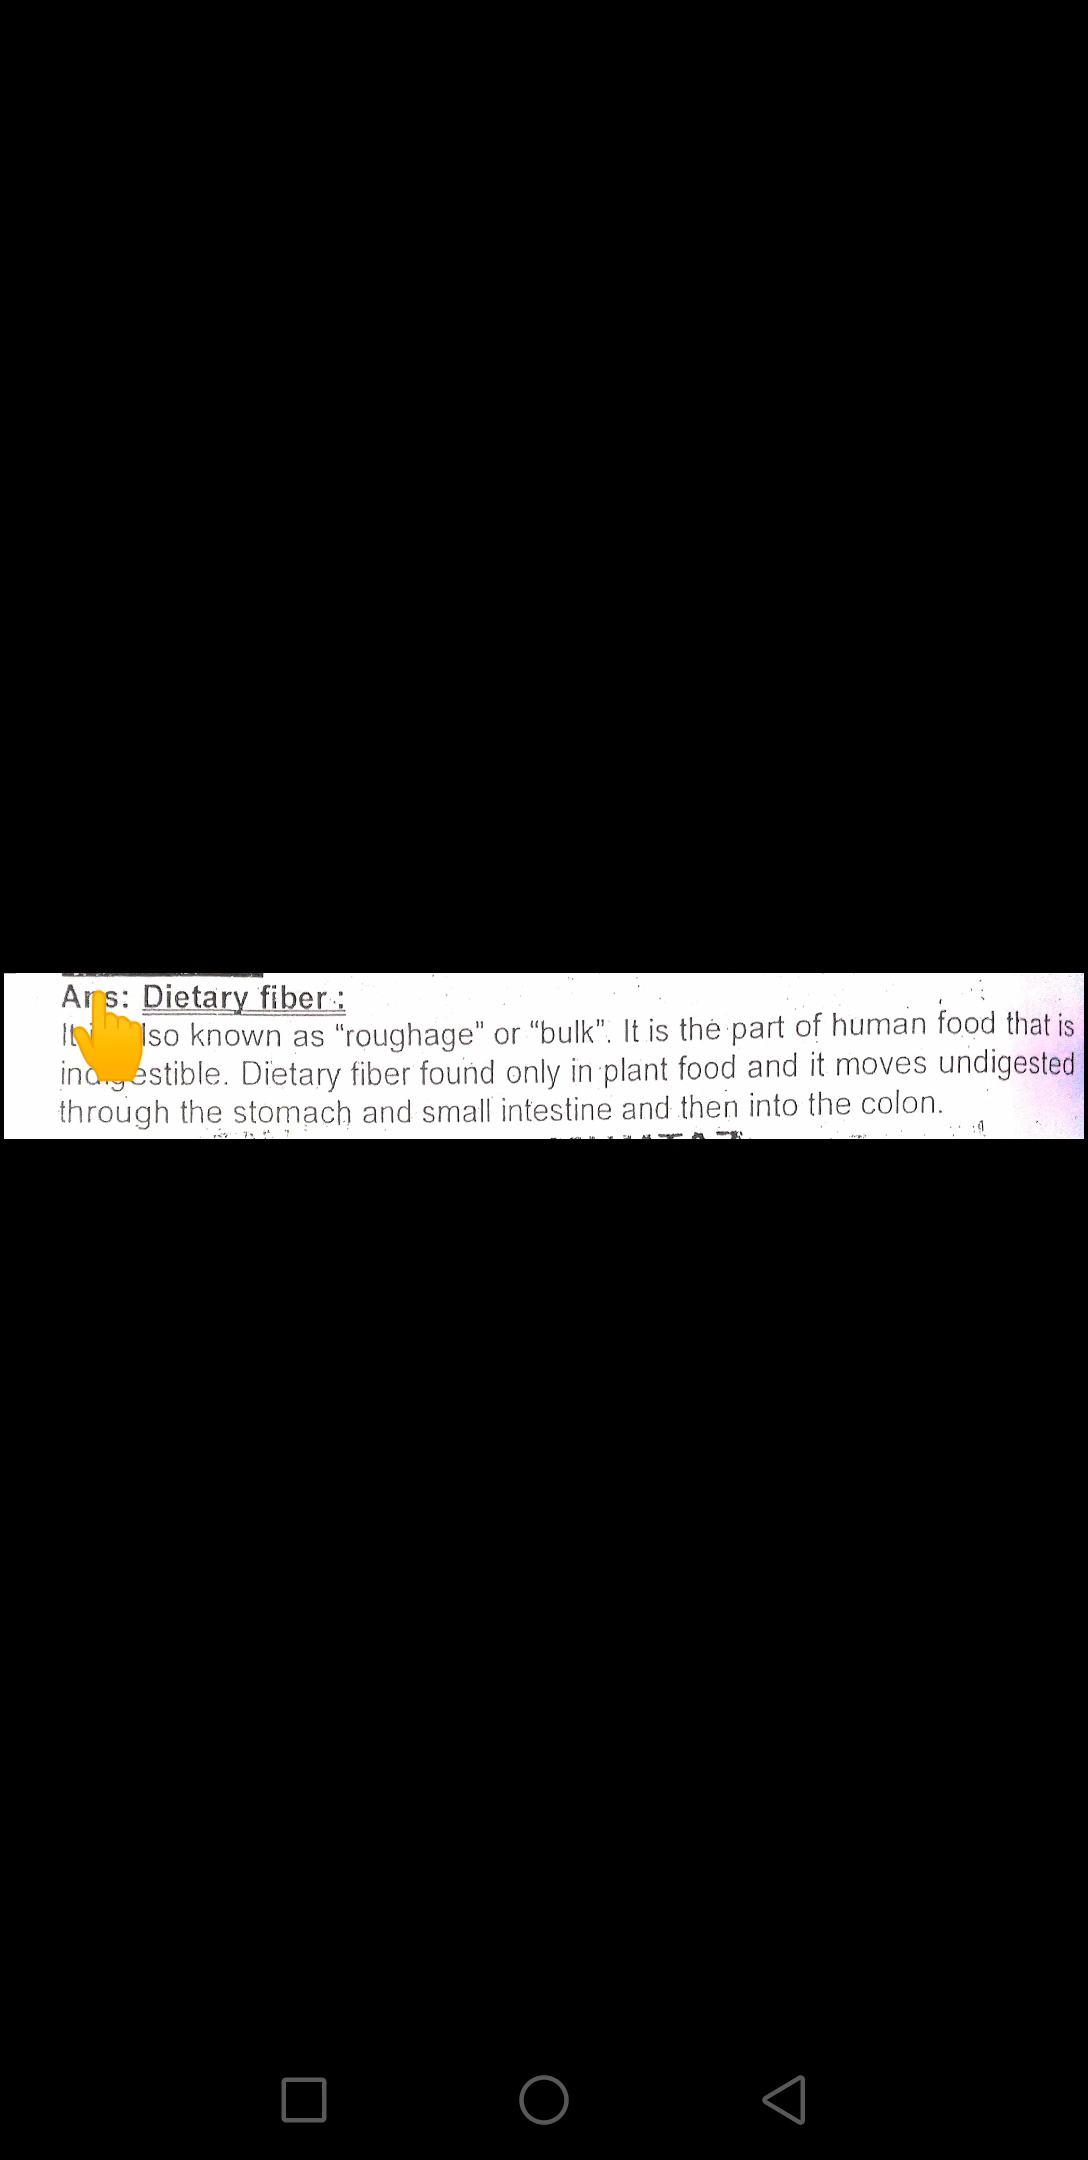 Ans: Dietary fiber :
lso known as "roughage" or "bulk". It is the part of human food that is
Dietary fiber found only in plant food and it moves undigested
through the stomach and small intestine and then into the colon.